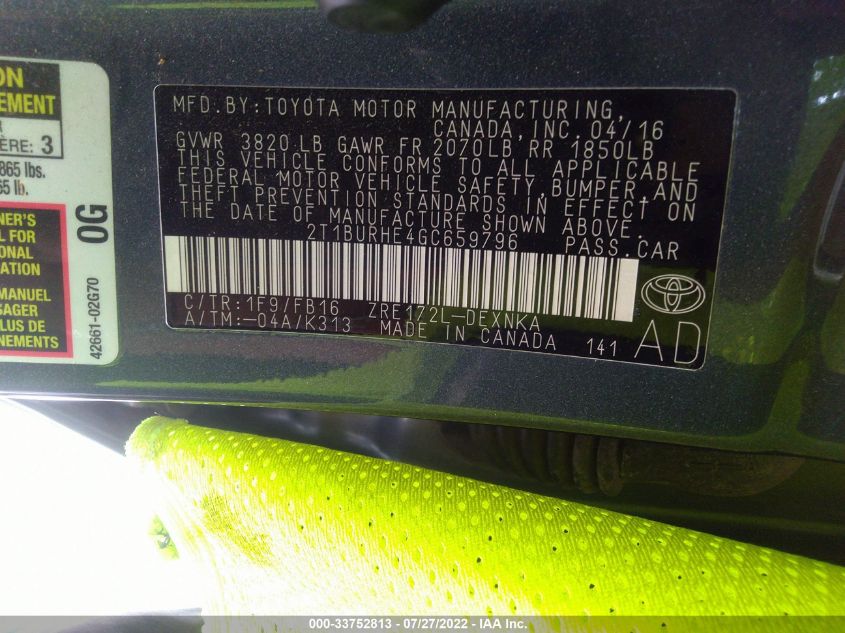 ON
EMENT
ÈRE: 3
865 lbs.
65 lb.
NER'S
L FOR
ONAL
ATION
MANUEL
SAGER
LUS DE
NTS.
0G
42661-02G70
MFD.BY:TOYOTA MOTOR MANUFACTURING,
CANADA,INC.04/16
GVWR 3820LB GAWR FR 2070LB,RR 1850LB
THIS VEHICLE CONFORMS TO ALL APPLICABLE
FEDERAL MOTOR VEHICLE SAFETY,BUMPER,AND
THEFT PREVENTION STANDARDS IN EFFECT ON
THE DATE OF MANUFACTURE SHOWN ABOVE.
2T1BURHE4GC659796 PASS.CAR
C/TR:1F9/FB16 ZRE172L-DEXNKA
A/TM:-04A/K313 MADE IN CANADA 141
AD
000-33752813 - 07/27/2022 - IAA Inc.